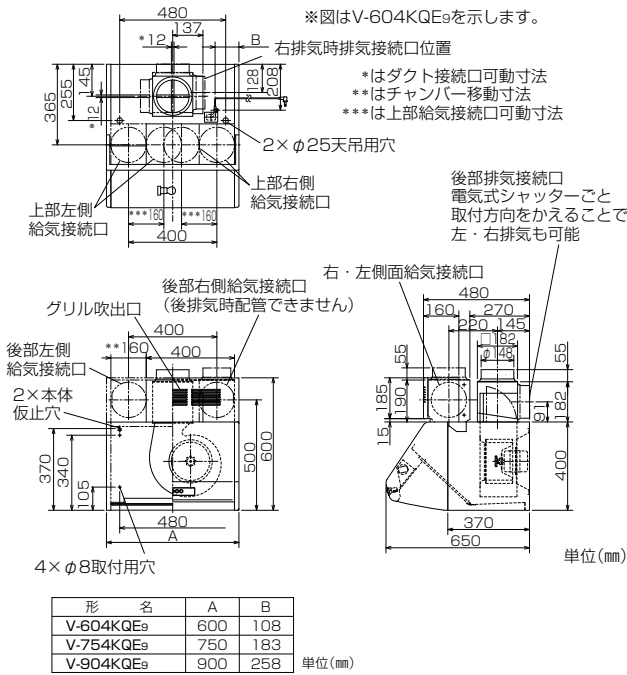 ※図はV-604KQE9を示します。
480
*12
137
B
右排気時排気接続口位置
365
255
145
*12
128
208
*はダクト接続口可動寸法
**はチャンバー移動寸法
***は上部給気接続口可動寸法
2×φ25天吊用穴
上部左側
給気接続口
上部右側
給気接続口
***160
***160
400
後部排気接続口
電気式シャッターごと
取付方向をかえることで
左・右排気も可能
後部右側給気接続口
(後排気時配管できません)
グリル吹出口
400
**160
400
後部左側
給気接続口
2×本体
仮止穴
370
340
105
500
600
480
A
4×φ8取付用穴
右・左側面給気接続口
480
160
270
220
145
□182
φ148
55
55
185
190
15
91
182
400
370
650
単位(㎜)
形 名 A B
V-604KQE9 600 108
V-754KQE9 750 183
V-904KQE9 900 258
単位(㎜)